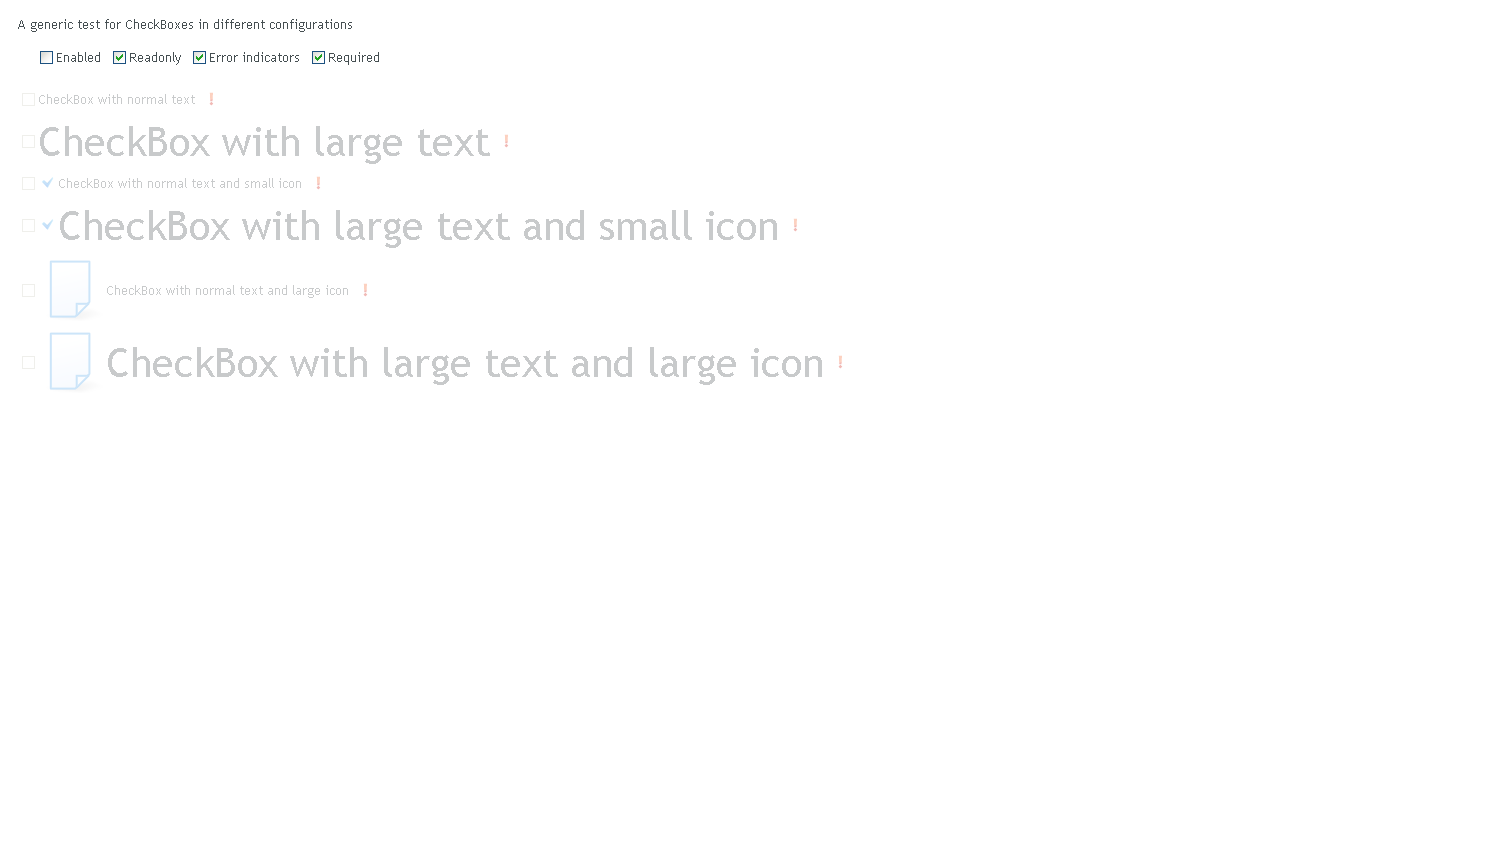 A generic test for CheckBoxes in different configurations
Enabled Readonly Error indicators Required
CheckBox with normal text !
CheckBox with large text !
CheckBox with normal text and small icon !
CheckBox with large text and small icon !
CheckBox with normal text and large icon !
CheckBox with large text and large icon !